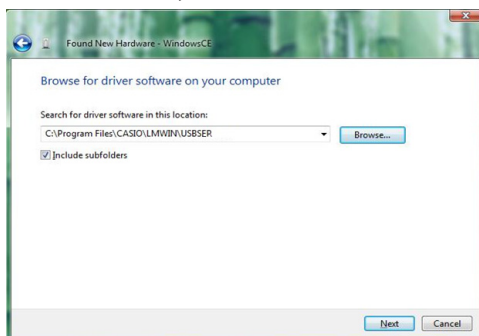 Found New Hardware - WindowsCE
Browse for driver software on your computer
Search for driver software in this location:
C:\Program Files\CASIO\LMWIN\USBSER
Browse...
Include subfolders
Next
Cancel